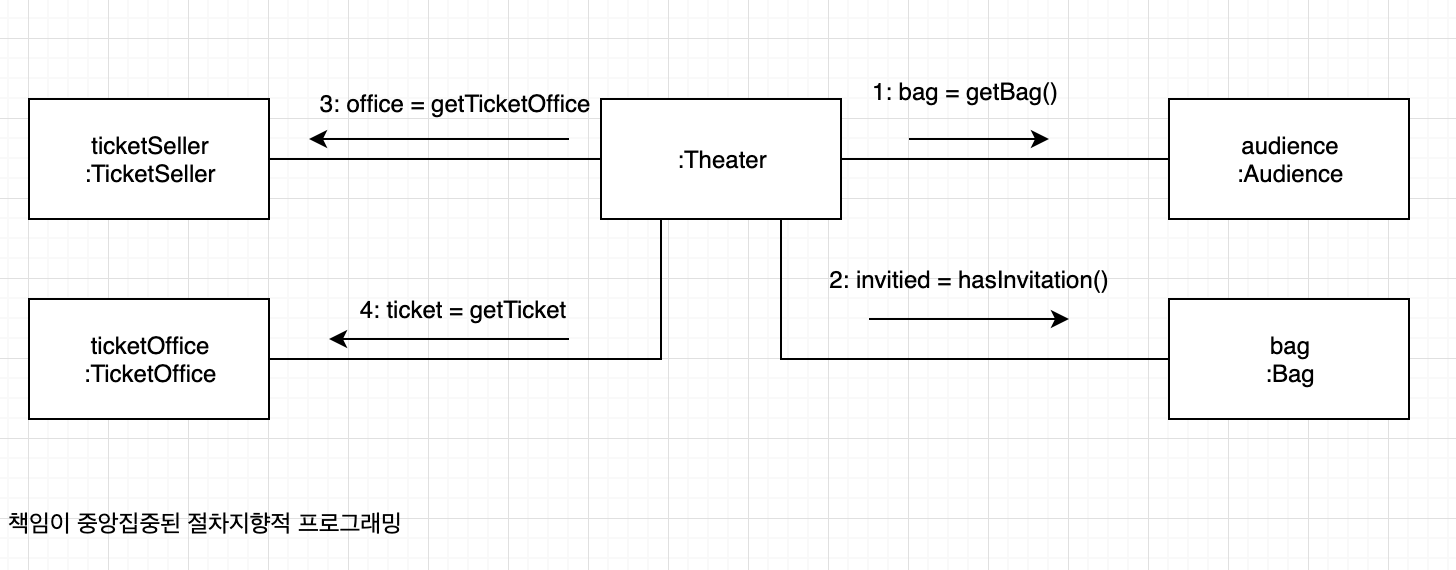 3: office = getTicketOffice
1: bag = getBag()
ticketSeller
:TicketSeller
:Theater
audience
:Audience
2: invitied = hasInvitation()
4: ticket = getTicket
ticketOffice
:TicketOffice
bag
:Bag
책임이 중앙집중된 절차지향적 프로그래밍